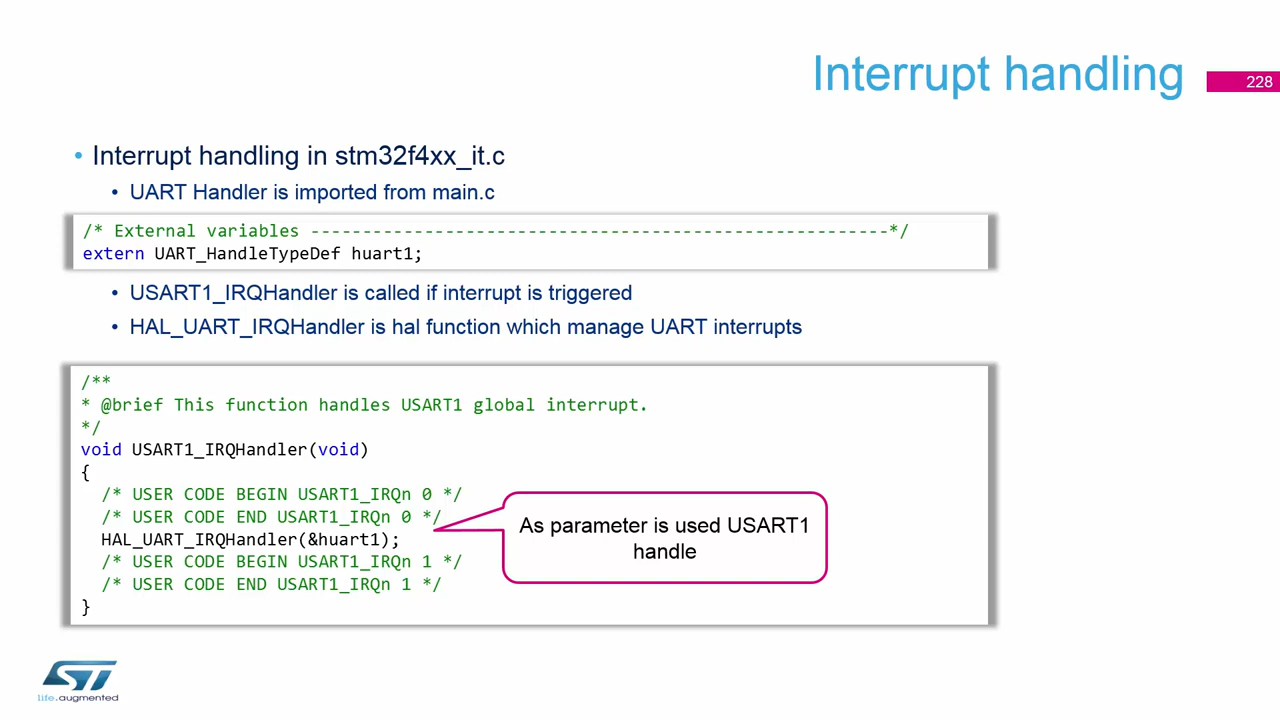 Interrupt handling
228
• Interrupt handling in stm32f4xx_it.c
• UART Handler is imported from main.c
/* External variables --------------------------------------------------------*/
extern UART_HandleTypeDef huart1;
• USART1_IRQHandler is called if interrupt is triggered
• HAL_UART_IRQHandler is hal function which manage UART interrupts
/**
* @brief This function handles USART1 global interrupt.
*/
void USART1_IRQHandler(void)
{
/* USER CODE BEGIN USART1_IRQn 0 */
/* USER CODE END USART1_IRQn 0 */
HAL_UART_IRQHandler(&huart1);
/* USER CODE BEGIN USART1_IRQn 1 */
/* USER CODE END USART1_IRQn 1 */
}
As parameter is used USART1
handle
ST
life.augmented